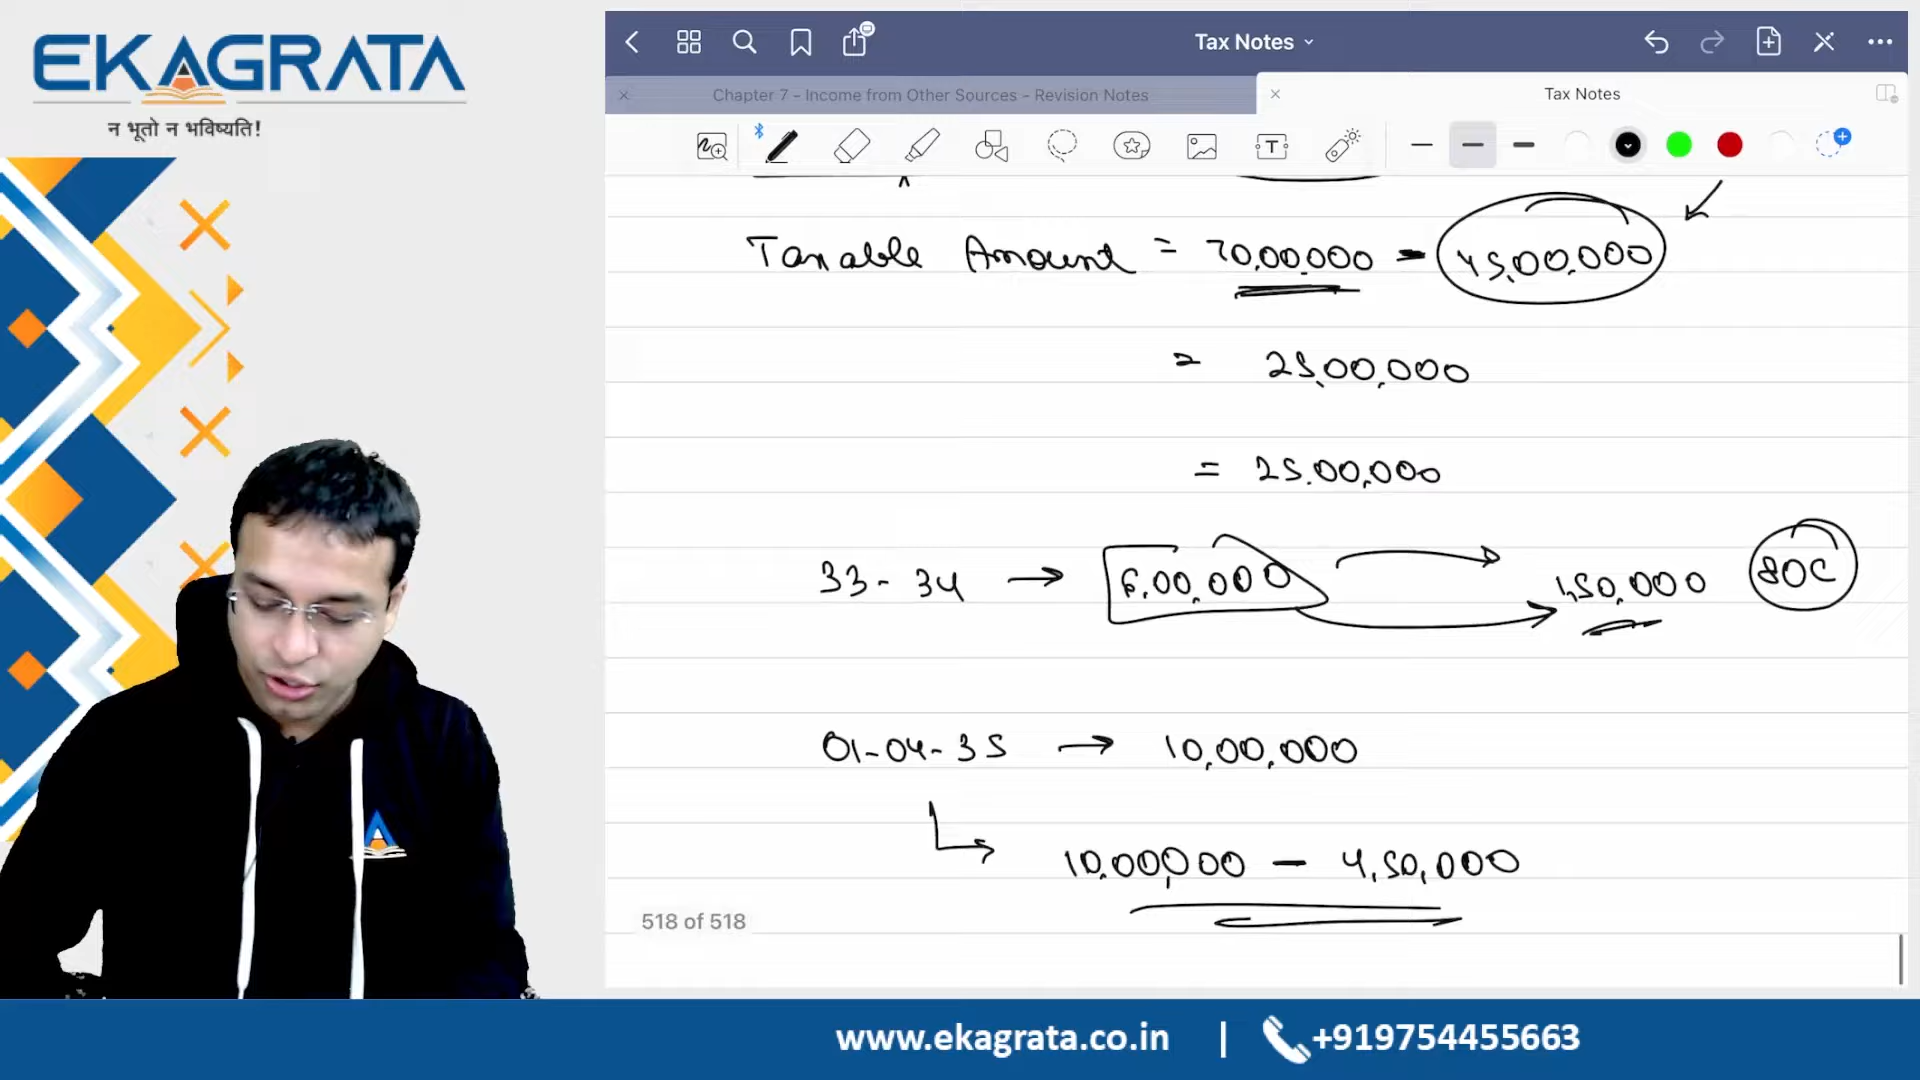 EKAGRATA
न भूतो न भविष्यति!
Tax Notes
Chapter 7 - Income from Other Sources - Revision Notes
Tax Notes
T
Taxable Amount = 70,00,000 - 45,00,000
= 25,00,000
= 25,00,000
33-34 → 6,00,000 → 1,50,000 80C
01-04-35 → 10,00,000
10,00,000 - 4,50,000
518 of 518
www.ekagrata.co.in | +919754455663